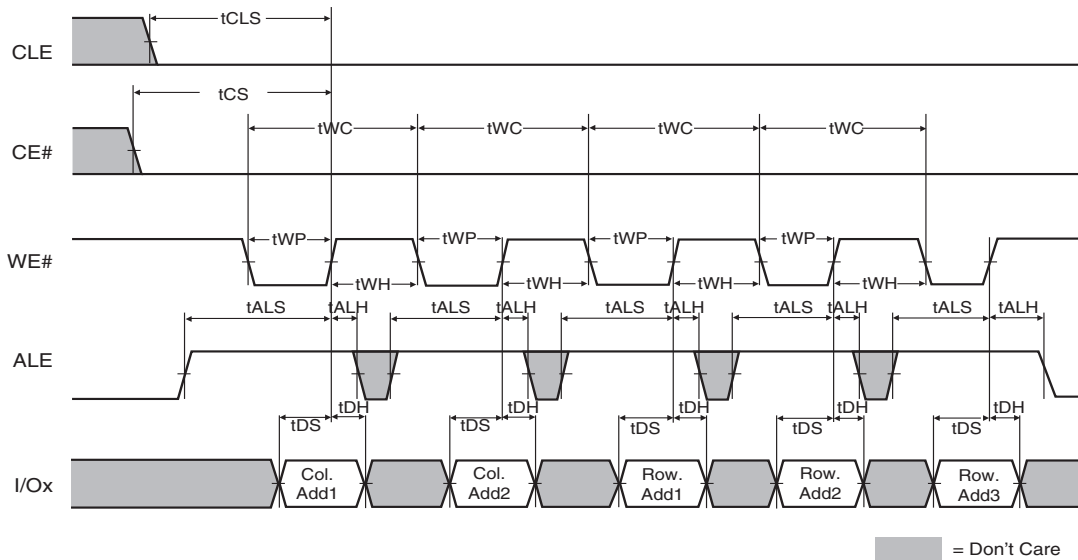 tCLS
CLE
tCS
tWC tWC tWC tWC
CE#
tWP tWP tWP tWP
WE#
tWH tWH tWH tWH
tALS tALH tALS tALH tALS tALH tALS tALH tALS tALH
ALE
tDS tDH tDS tDH tDS tDH tDS tDH tDS tDH
I/Ox
Col. Add1
Col. Add2
Row. Add1
Row. Add2
Row. Add3
= Don't Care